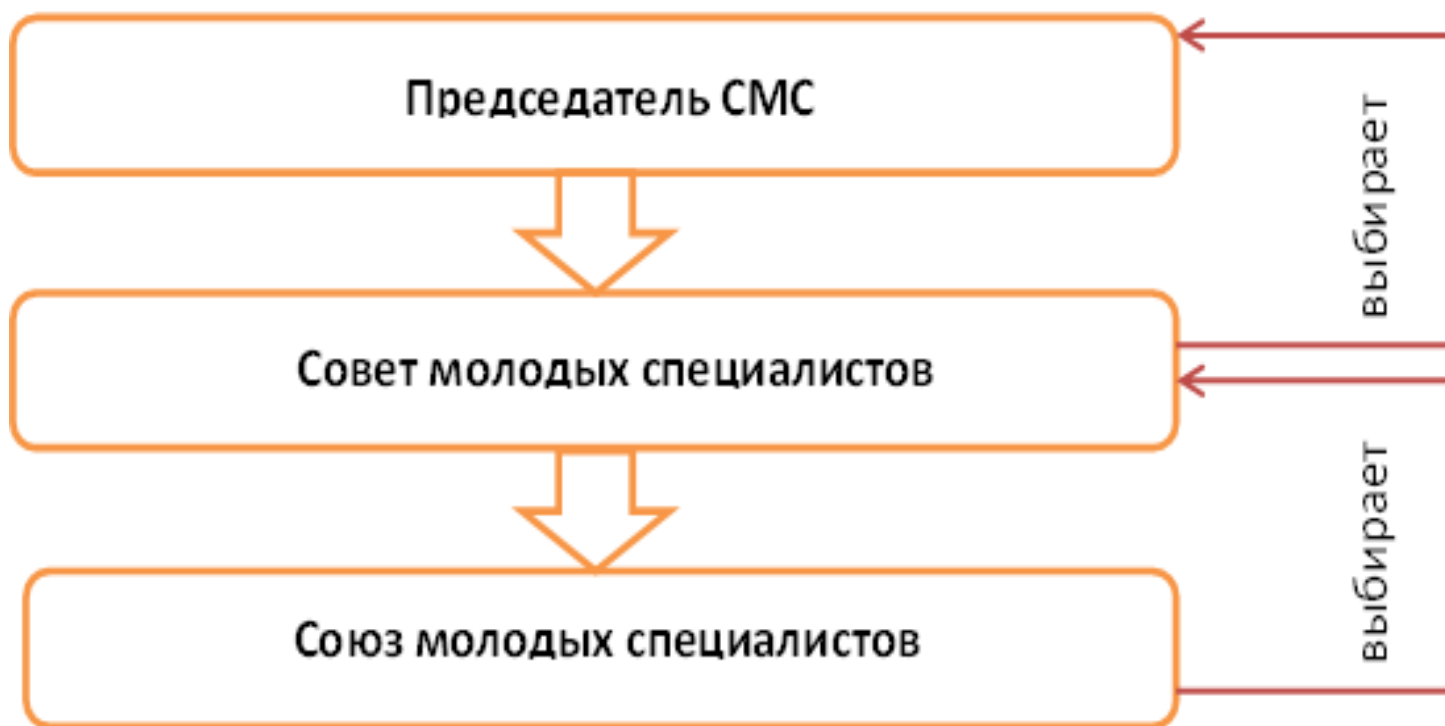 Председатель СМС
выбирает
Совет молодых специалистов
выбирает
Союз молодых специалистов